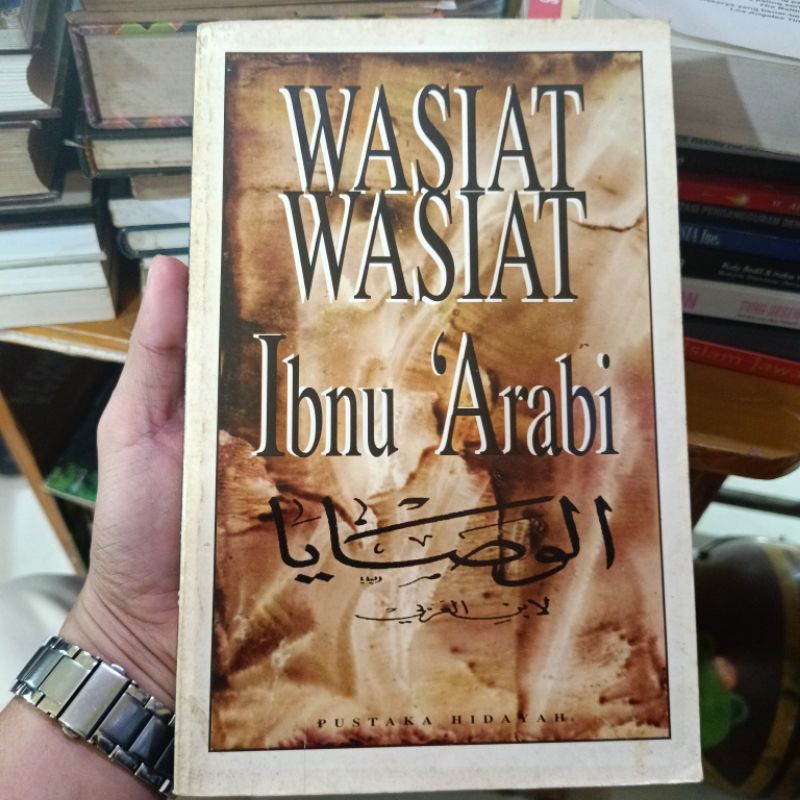 WASIAT
WASIAT
Ibnu ‘Arabi
الوصايا
لابن العربي
PUSTAKA HIDAYAH